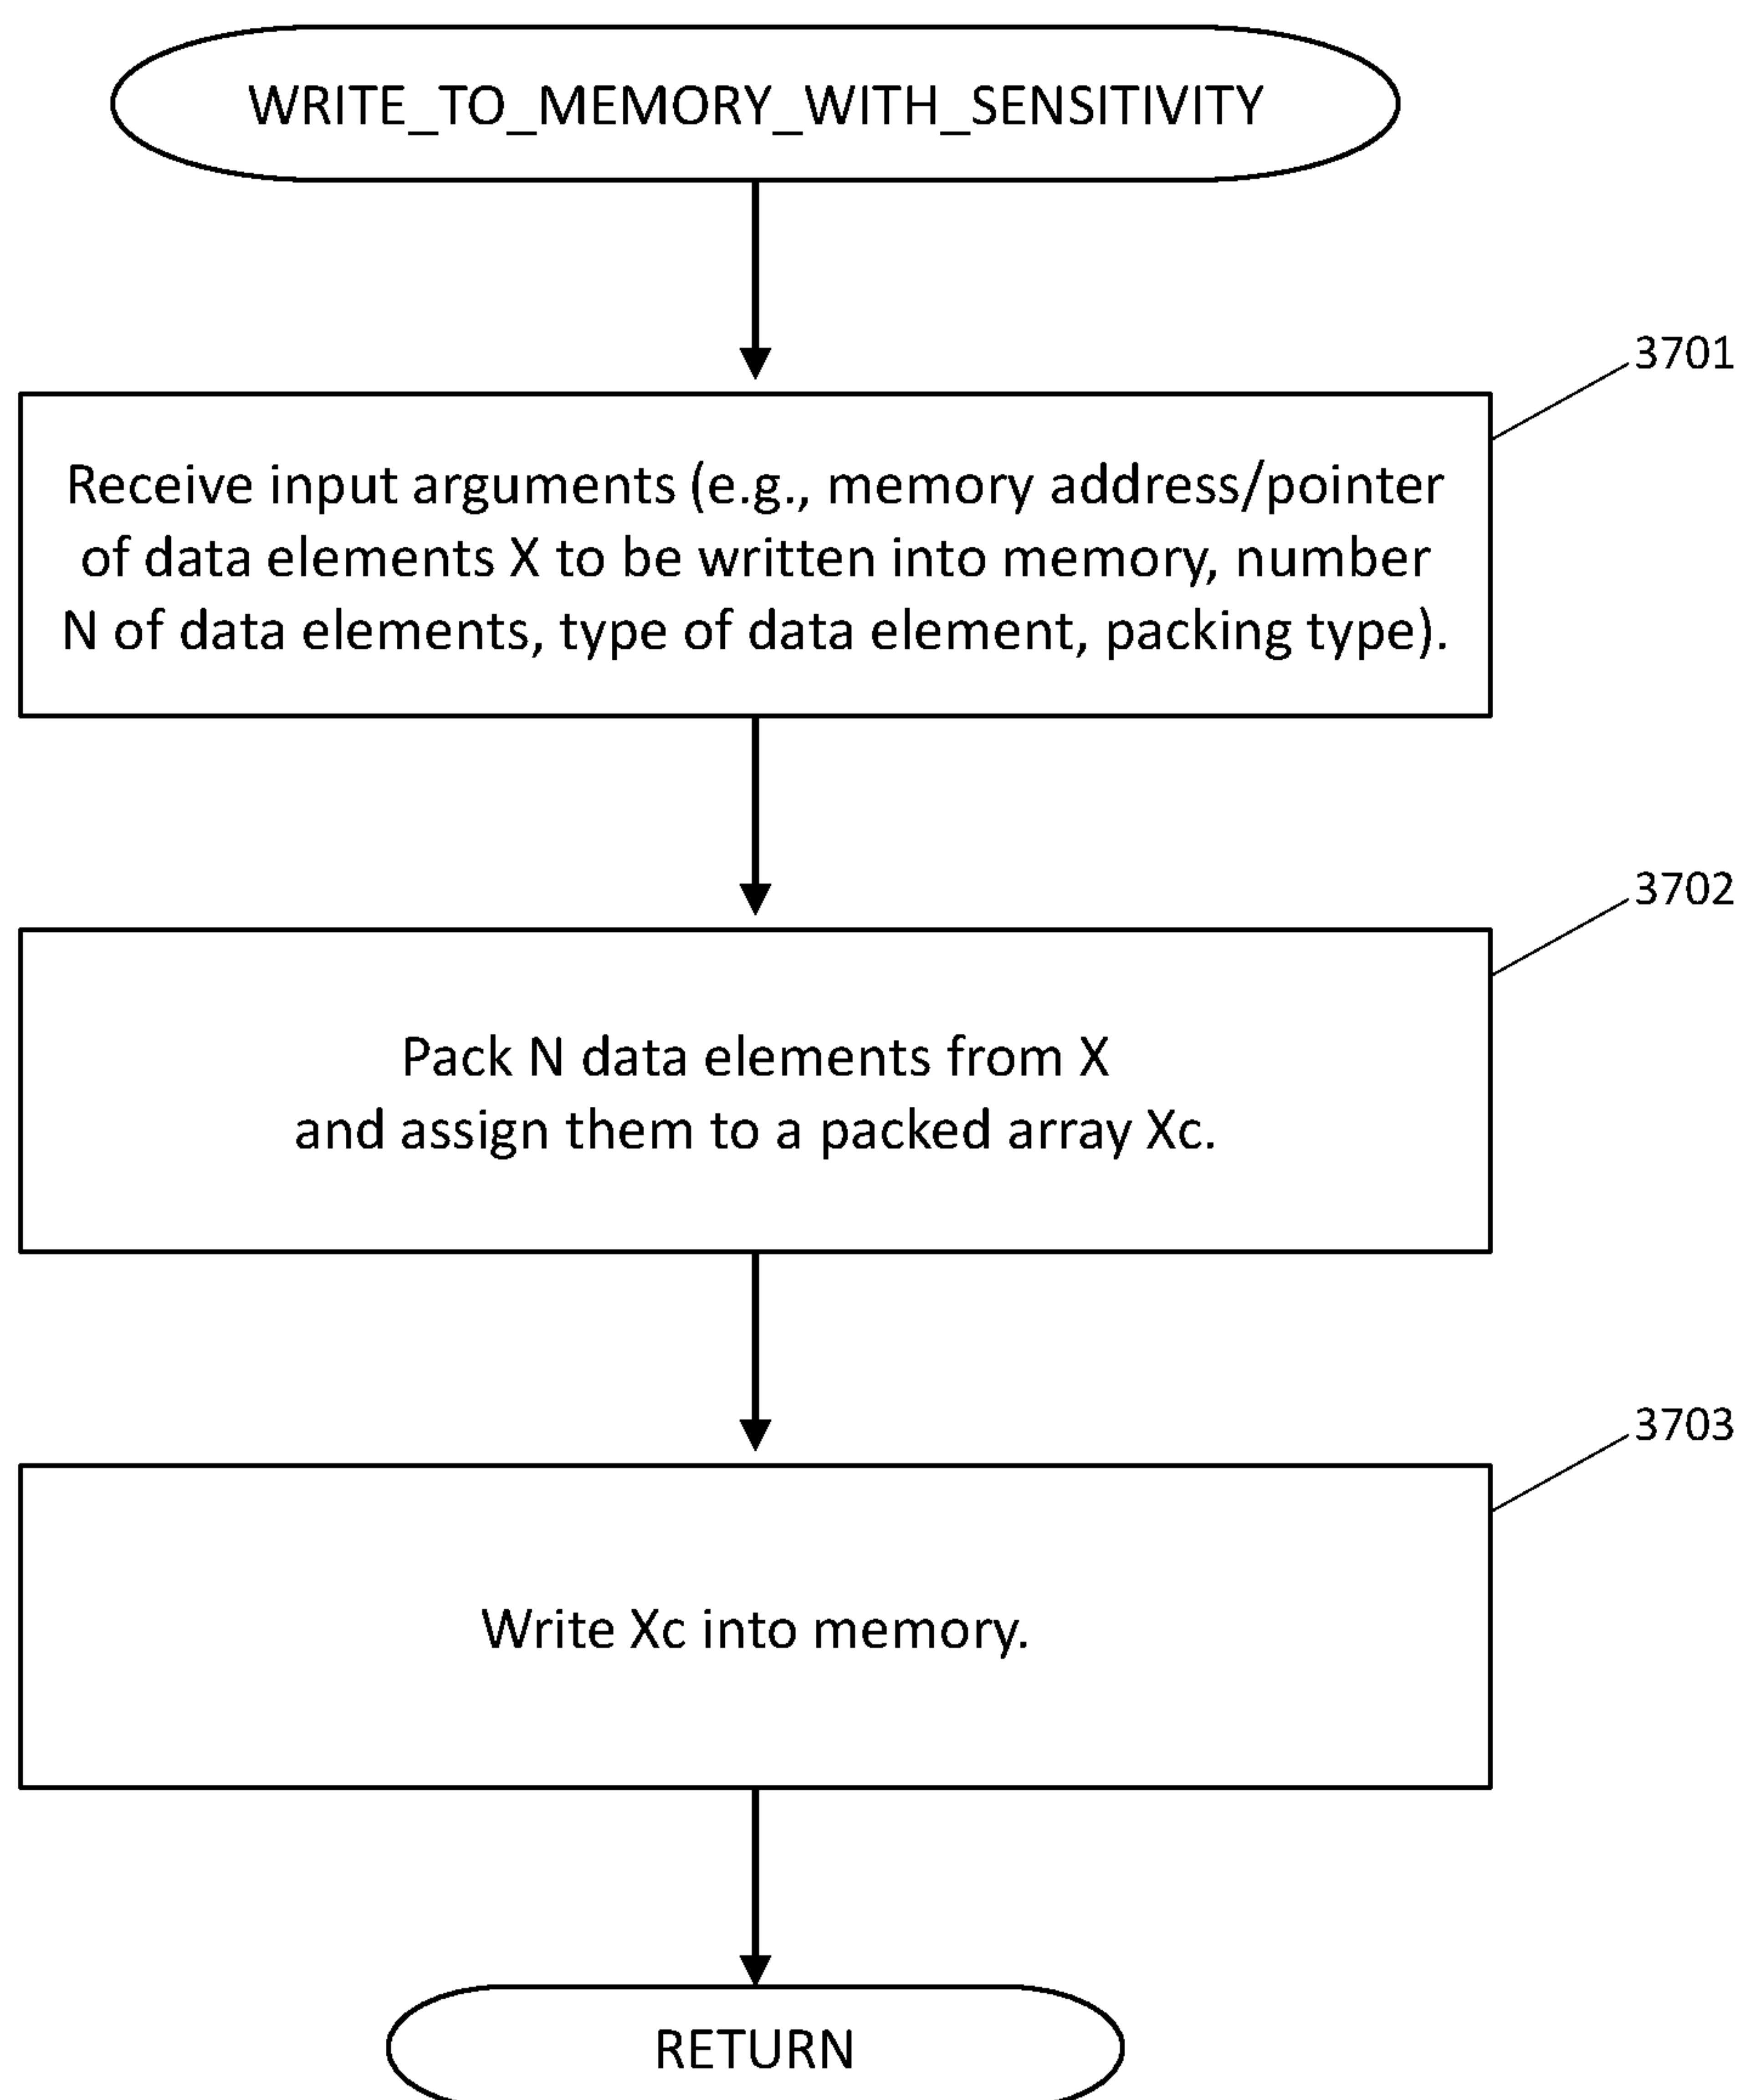 WRITE_TO_MEMORY_WITH_SENSITIVITY
3701
Receive input arguments (e.g., memory address/pointer
of data elements X to be written into memory, number
N of data elements, type of data element, packing type).
3702
Pack N data elements from X
and assign them to a packed array Xc.
3703
Write Xc into memory.
RETURN